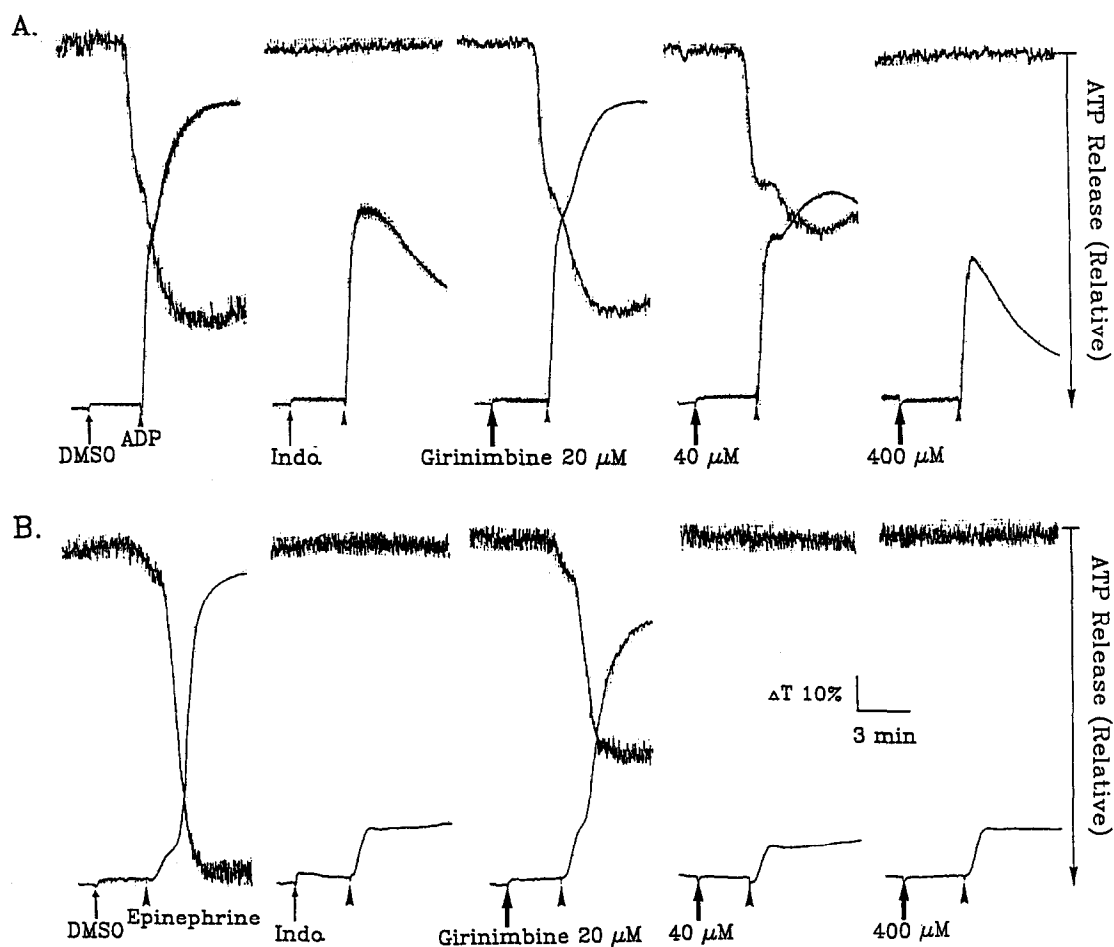 A.
ATP Release (Relative)
ADP
DMSO
Indo.
Girinimbine 20 μM
40 μM
400 μM
B.
ATP Release (Relative)
ΔT 10%
3 min
Epinephrine
DMSO
Indo.
Girinimbine 20 μM
40 μM
400 μM